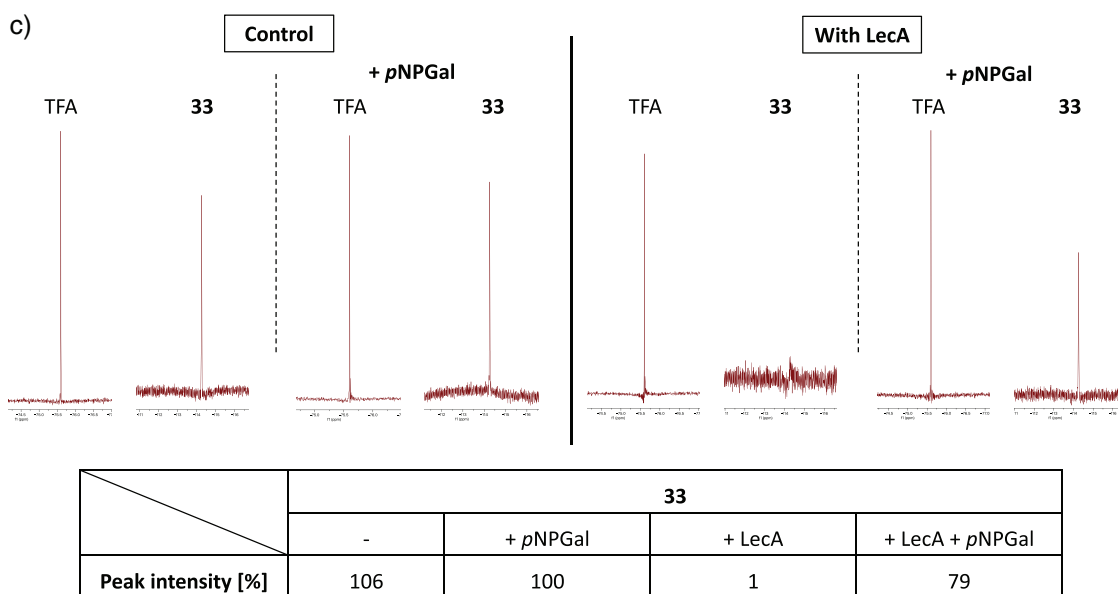 c)
Control
With LecA
+ pNPGal
+ pNPGal
TFA
33
TFA
33
TFA
33
TFA
33
33
-
+ pNPGal
+ LecA
+ LecA + pNPGal
Peak intensity [%]
106
100
1
79